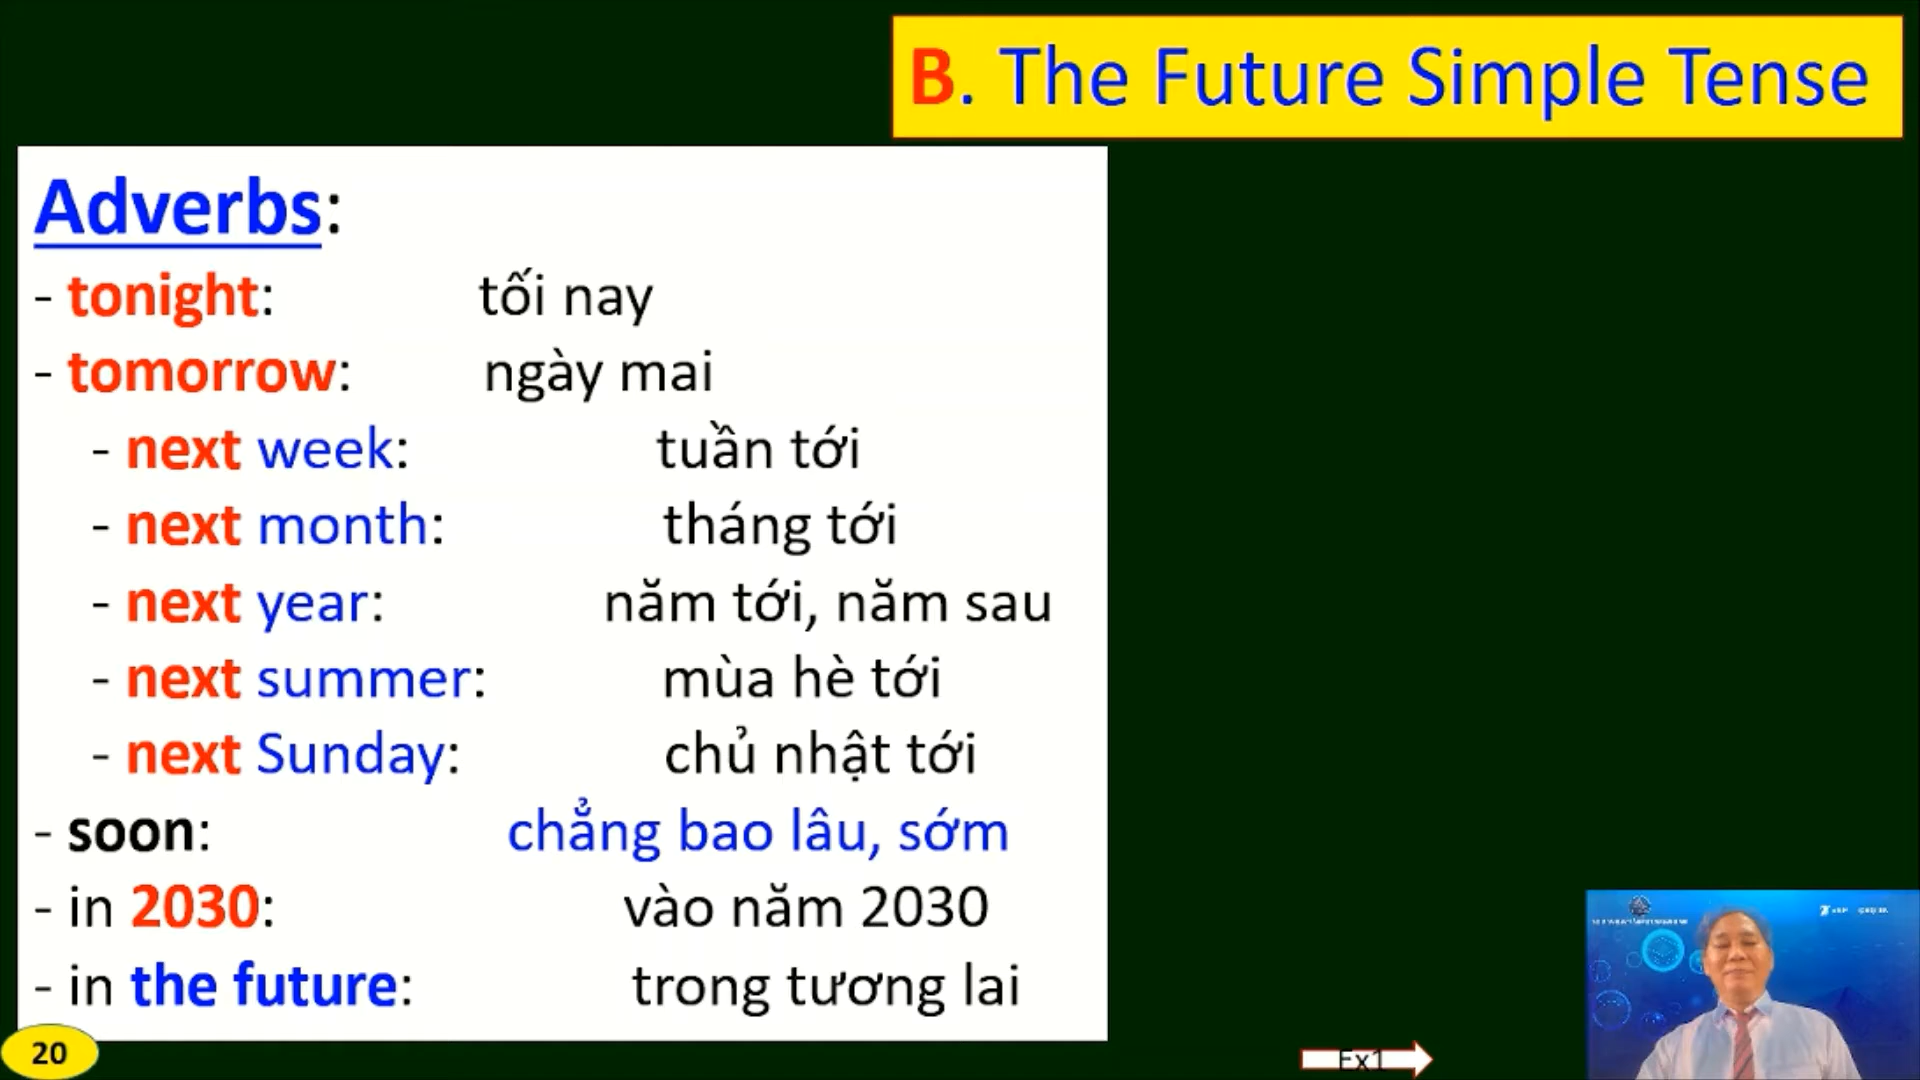 B. The Future Simple Tense
Adverbs:
- tonight: tối nay
- tomorrow: ngày mai
- next week: tuần tới
- next month: tháng tới
- next year: năm tới, năm sau
- next summer: mùa hè tới
- next Sunday: chủ nhật tới
- soon: chẳng bao lâu, sớm
- in 2030: vào năm 2030
- in the future: trong tương lai
20
Ex1